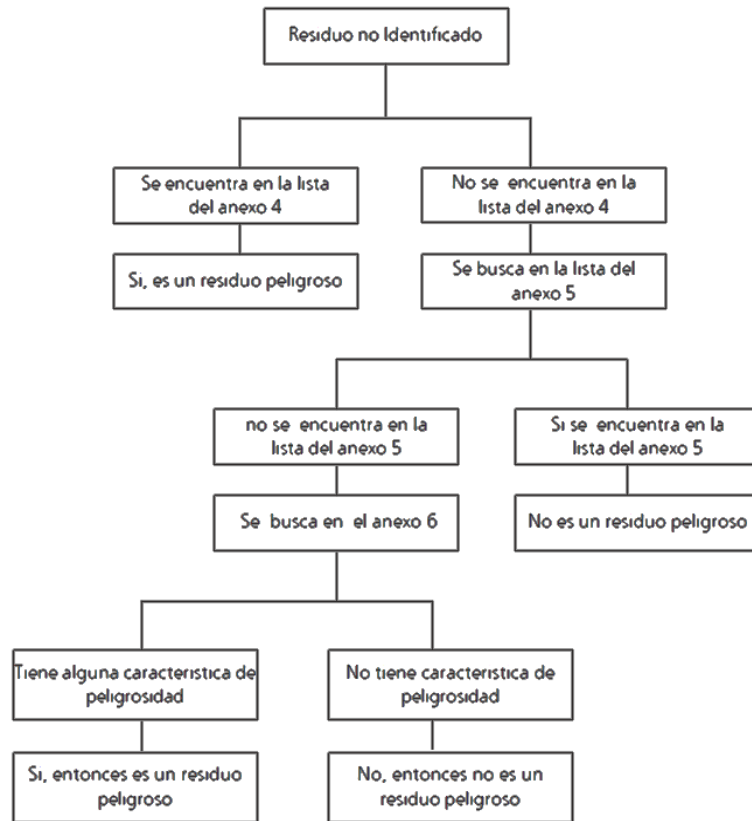 Residuo no Identificado
Se encuentra en la lista
del anexo 4
No se encuentra en la
lista del anexo 4
Si, es un residuo peligroso
Se busca en la lista del
anexo 5
no se encuentra en la
lista del anexo 5
Si se encuentra en la
lista del anexo 5
Se busca en el anexo 6
No es un residuo peligroso
Tiene alguna caracteristica de
peligrosidad
No tiene caracteristica de
peligrosidad
Si, entonces es un residuo
peligroso
No, entonces no es un
residuo peligroso